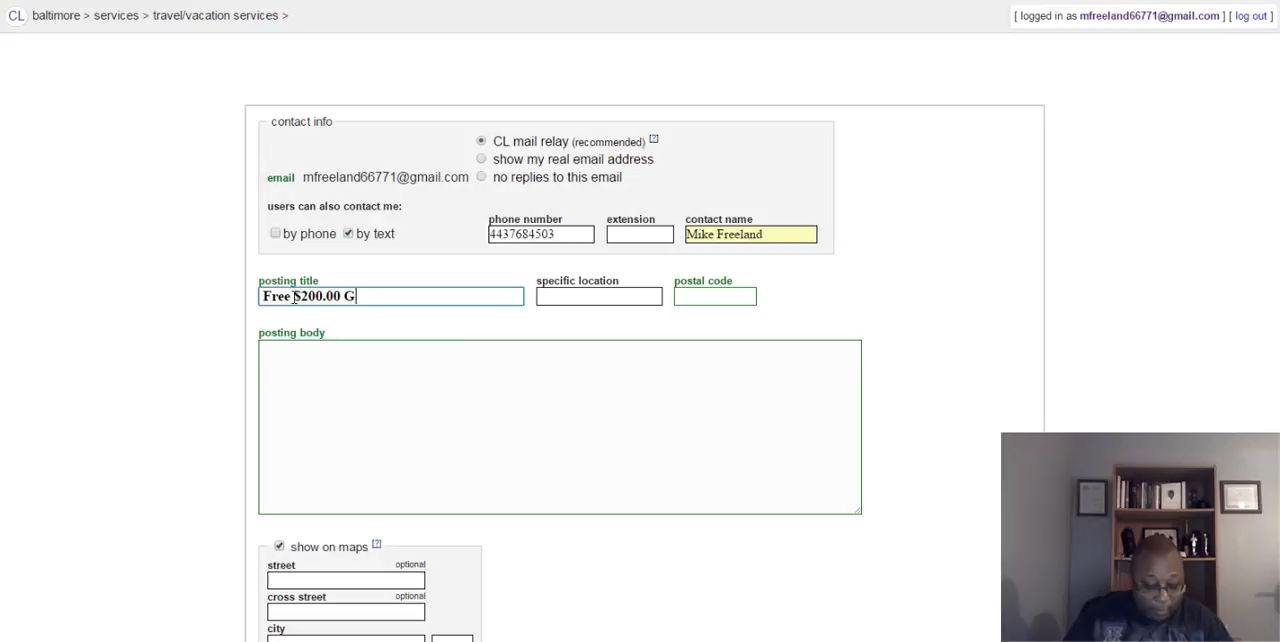 CL baltimore > services > travel/vacation services >
[ logged in as mfreeland66771@gmail.com ] [ log out ]
contact info
CL mail relay (recommended) [?]
show my real email address
email mfreeland66771@gmail.com no replies to this email
users can also contact me:
phone number extension contact name
by phone by text 4437684503 Mike Freeland
posting title specific location postal code
Free $200.00 G
posting body
show on maps [?]
street optional
cross street optional
city